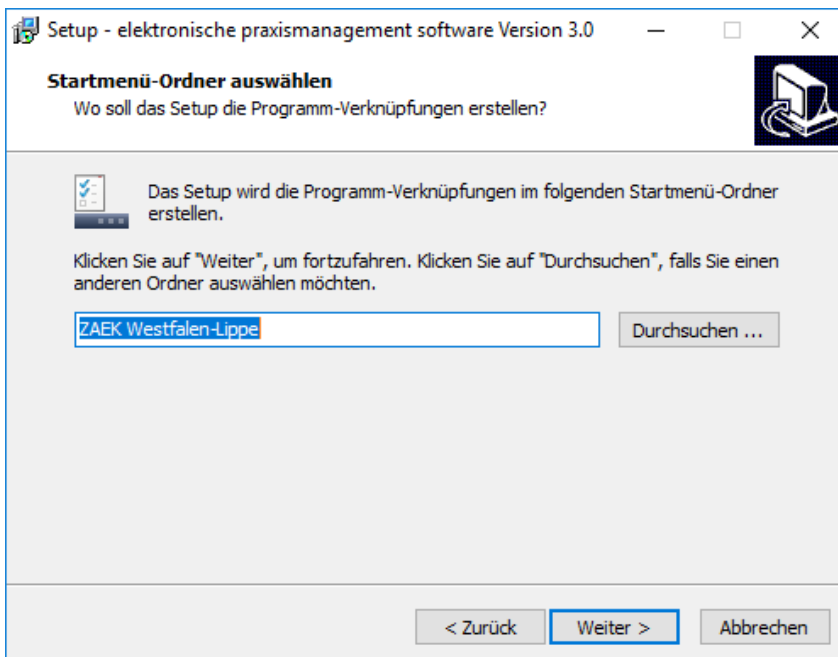 Setup - elektronische praxismanagement software Version 3.0
Startmenü-Ordner auswählen
Wo soll das Setup die Programm-Verknüpfungen erstellen?
Das Setup wird die Programm-Verknüpfungen im folgenden Startmenü-Ordner
erstellen.
Klicken Sie auf "Weiter", um fortzufahren. Klicken Sie auf "Durchsuchen", falls Sie einen
anderen Ordner auswählen möchten.
ZAEK Westfalen-Lippe
Durchsuchen ...
< Zurück
Weiter >
Abbrechen